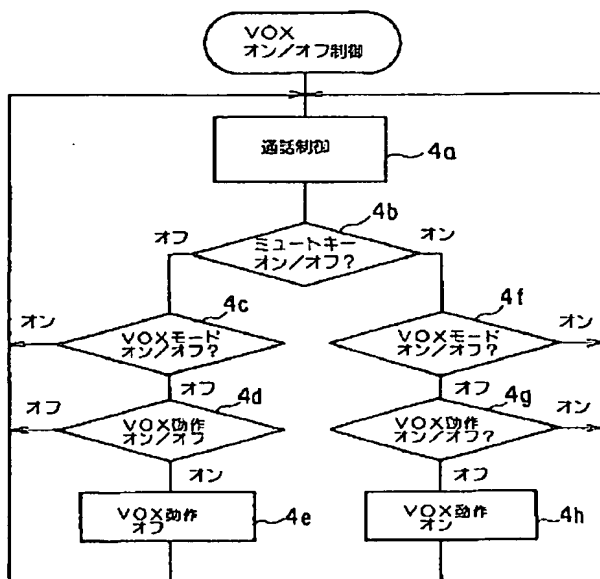 VOX
オン/オフ制御
通話制御
4a
4b
オフ
ミュートキー
オン/オフ?
オン
4c
4f
オン
VOXモード
オン/オフ?
VOXモード
オン/オフ?
オン
オフ
4d
オフ
4g
オフ
VOX動作
オン/オフ
VOX動作
オン/オフ?
オン
オン
オフ
VOX動作
オフ
4e
VOX動作
オン
4h